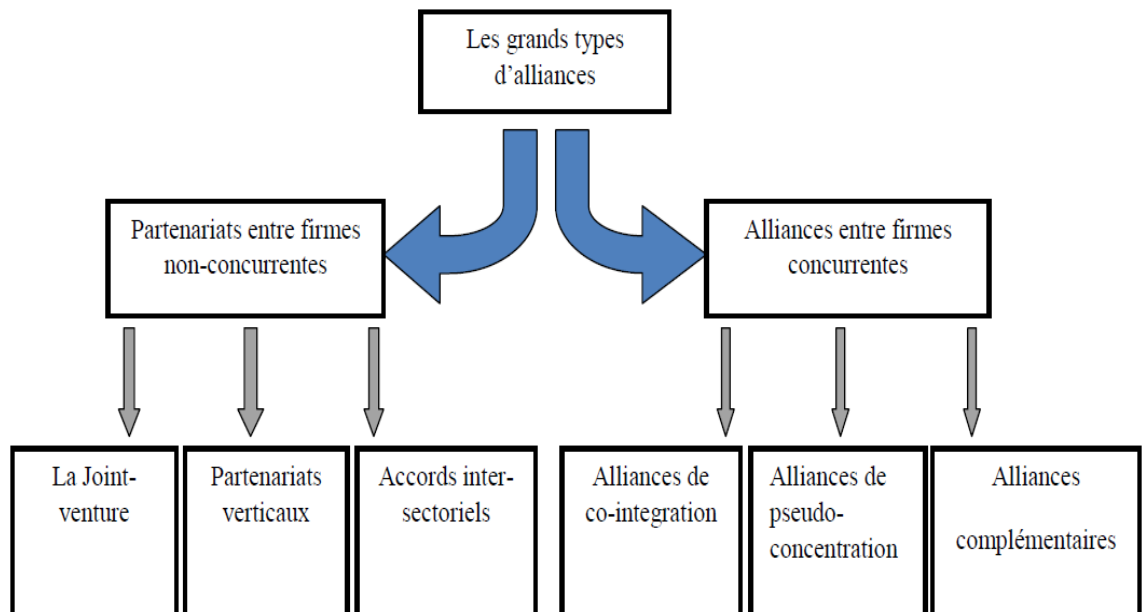 Les grands types
d’alliances
Partenariats entre firmes
non-concurrentes
Alliances entre firmes
concurrentes
La Joint-
venture
Partenariats
verticaux
Accords inter-
sectoriels
Alliances de
co-integration
Alliances de
pseudo-
concentration
Alliances
complémentaires